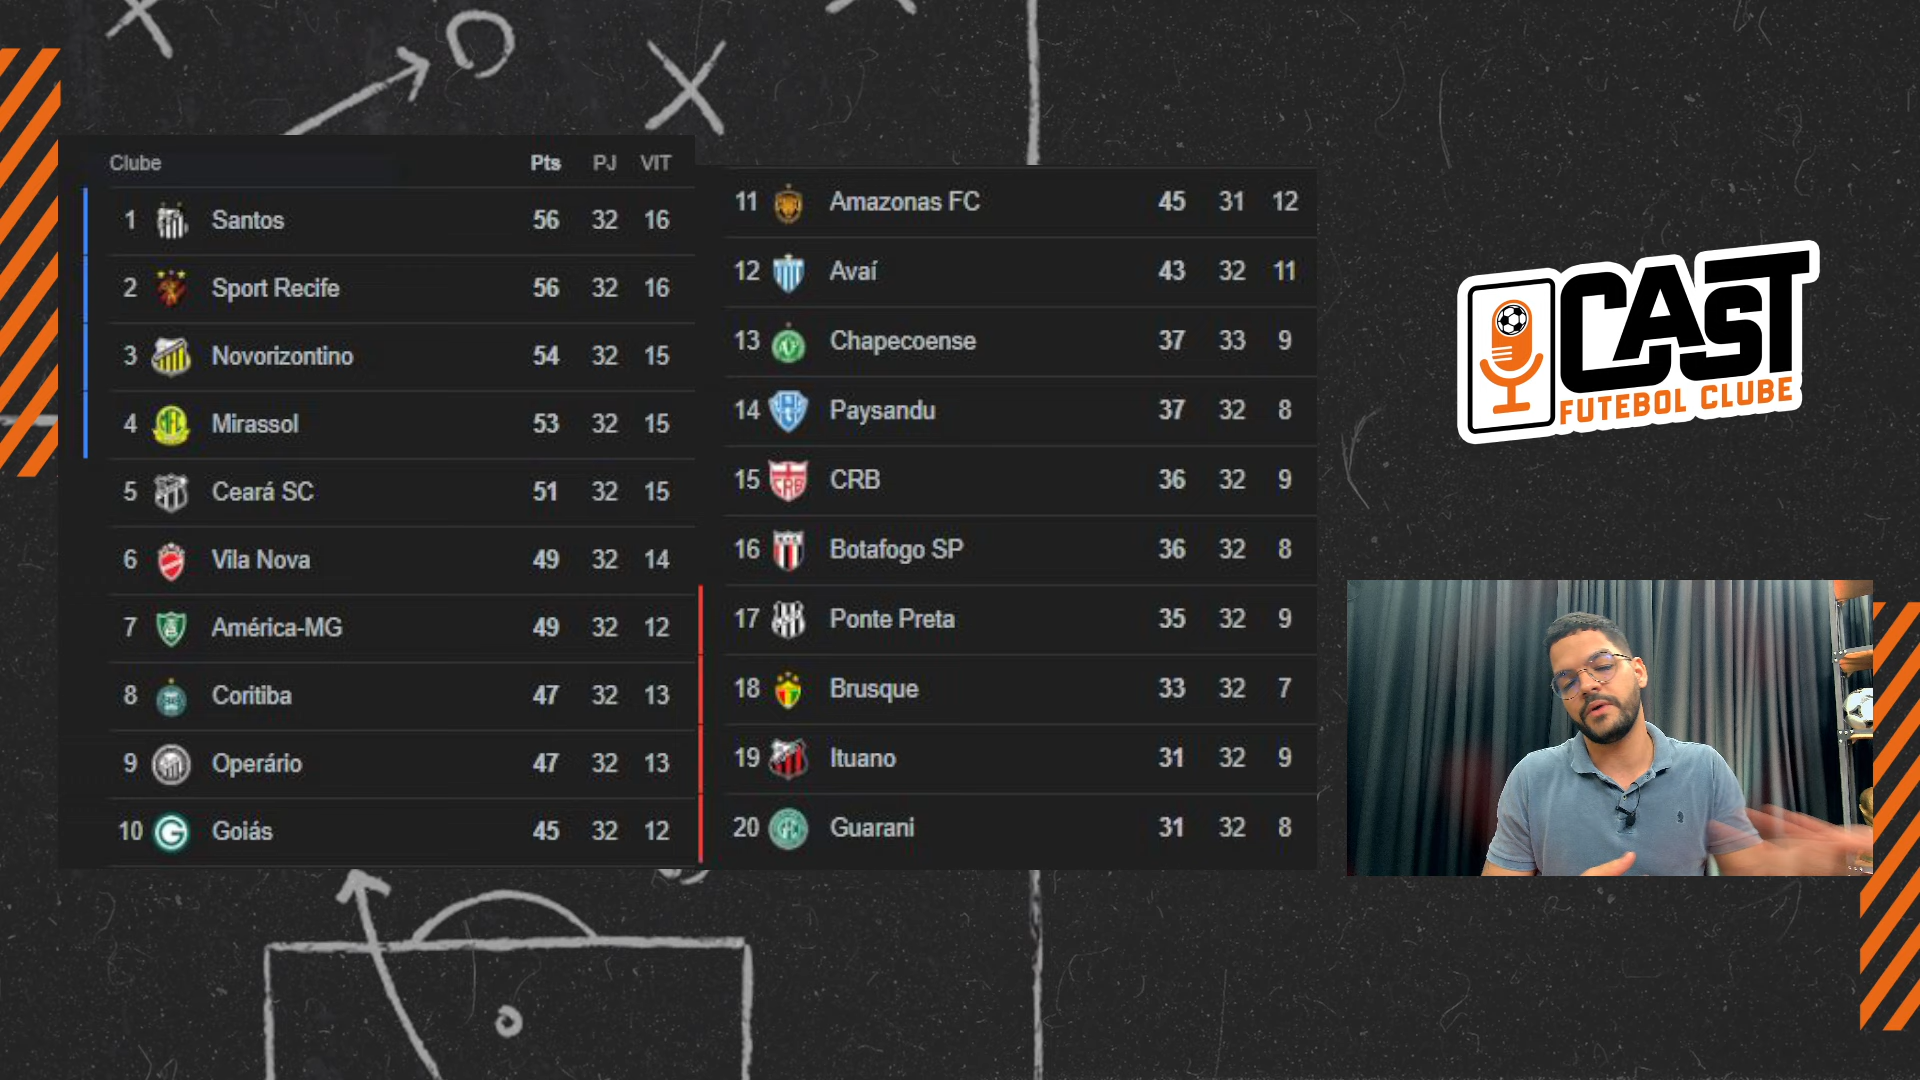 Clube Pts PJ VIT
1 Santos 56 32 16
2 Sport Recife 56 32 16
3 Novorizontino 54 32 15
4 Mirassol 53 32 15
5 Ceará SC 51 32 15
6 Vila Nova 49 32 14
7 América-MG 49 32 12
8 Coritiba 47 32 13
9 Operário 47 32 13
10 Goiás 45 32 12
11 Amazonas FC 45 31 12
12 Avaí 43 32 11
13 Chapecoense 37 33 9
14 Paysandu 37 32 8
15 CRB 36 32 9
16 Botafogo SP 36 32 8
17 Ponte Preta 35 32 9
18 Brusque 33 32 7
19 Ituano 31 32 9
20 Guarani 31 32 8
CAST
FUTEBOL CLUBE